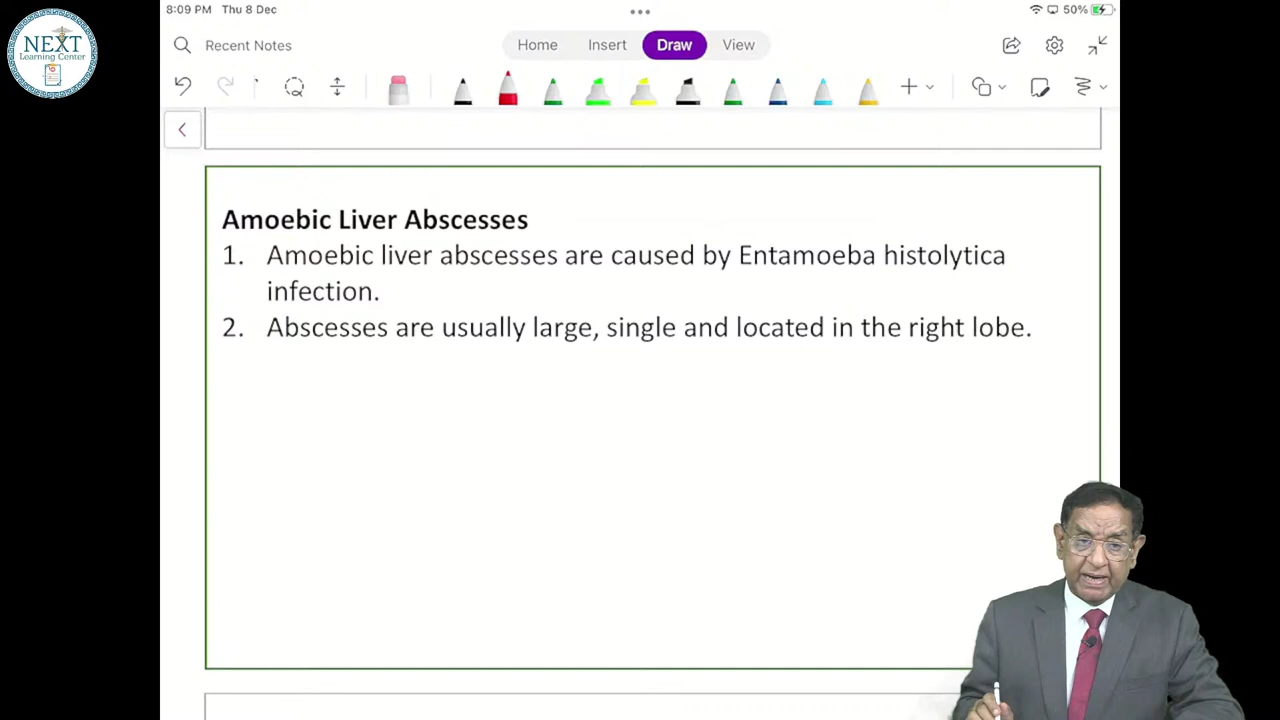 8:09 PM Thu 8 Dec
50%
NEXT
Learning Center
Recent Notes
Home Insert Draw View
Amoebic Liver Abscesses
1. Amoebic liver abscesses are caused by Entamoeba histolytica
infection.
2. Abscesses are usually large, single and located in the right lobe.